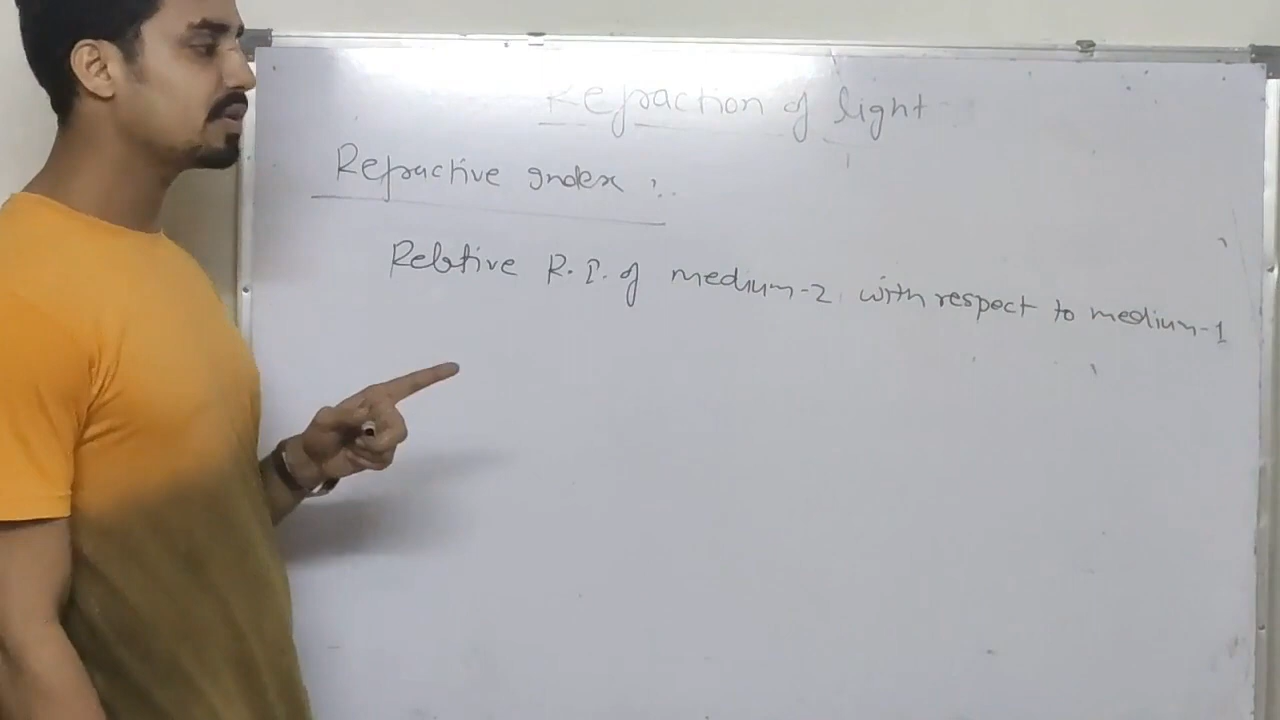 Refraction of light
Refractive Index :-
Relative R.I. of medium-2 with respect to medium-1